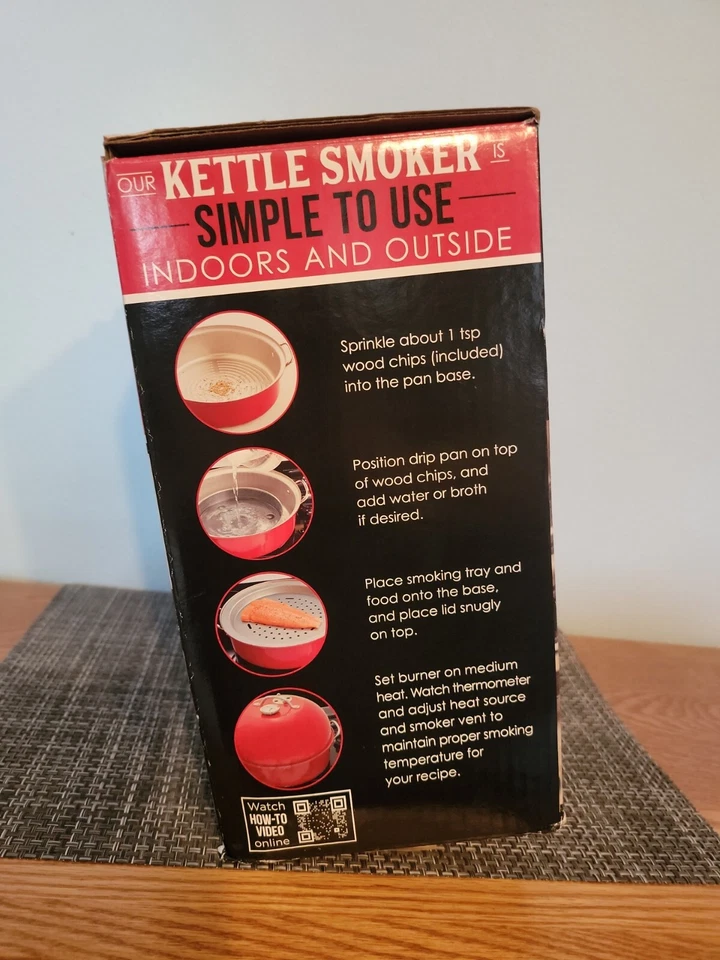 OUR KETTLE SMOKER IS
SIMPLE TO USE
INDOORS AND OUTSIDE
Sprinkle about 1 tsp
wood chips (included)
into the pan base.
Position drip pan on top
of wood chips, and
add water or broth
if desired.
Place smoking tray and
food onto the base,
and place lid snugly
on top.
Set burner on medium
heat. Watch thermometer
and adjust heat source
and smoker vent to
maintain proper smoking
temperature for
your recipe.
Watch
HOW-TO
VIDEO
online